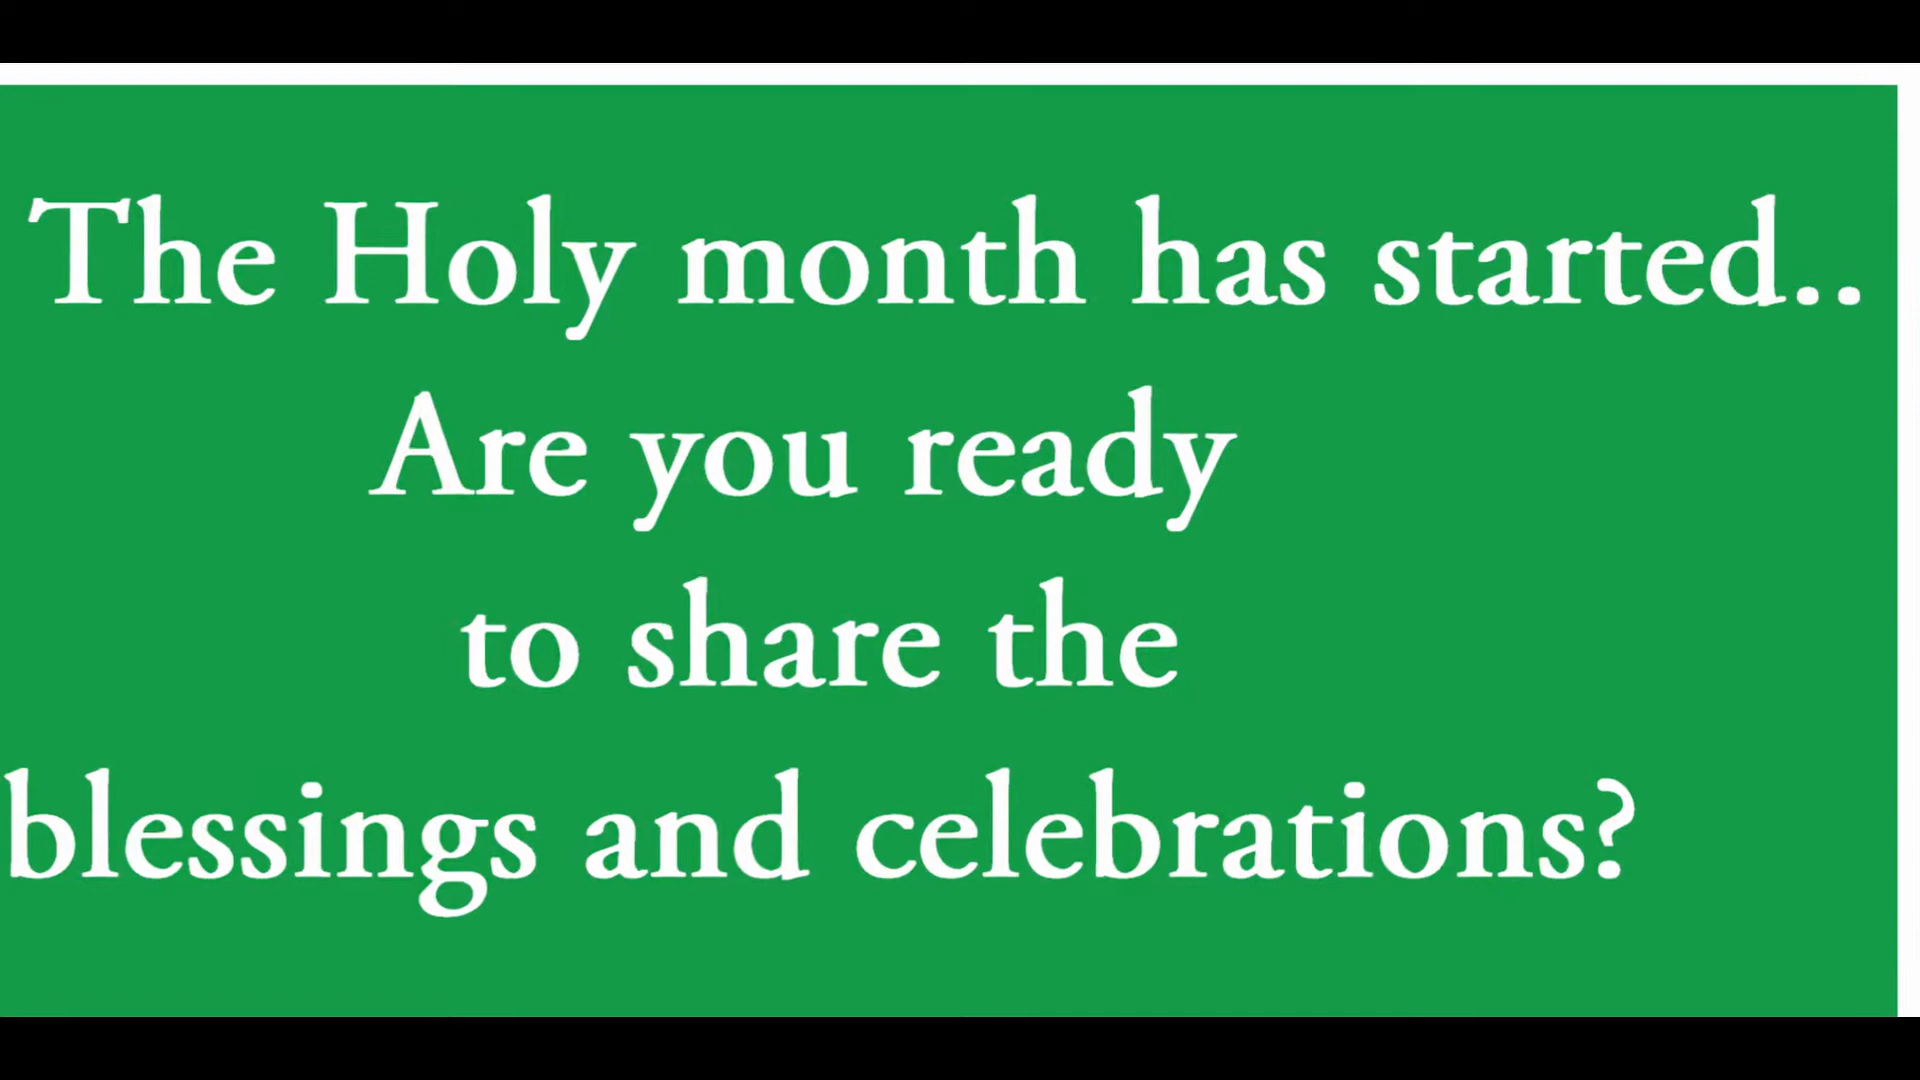 The Holy month has started..
Are you ready
to share the
blessings and celebrations?